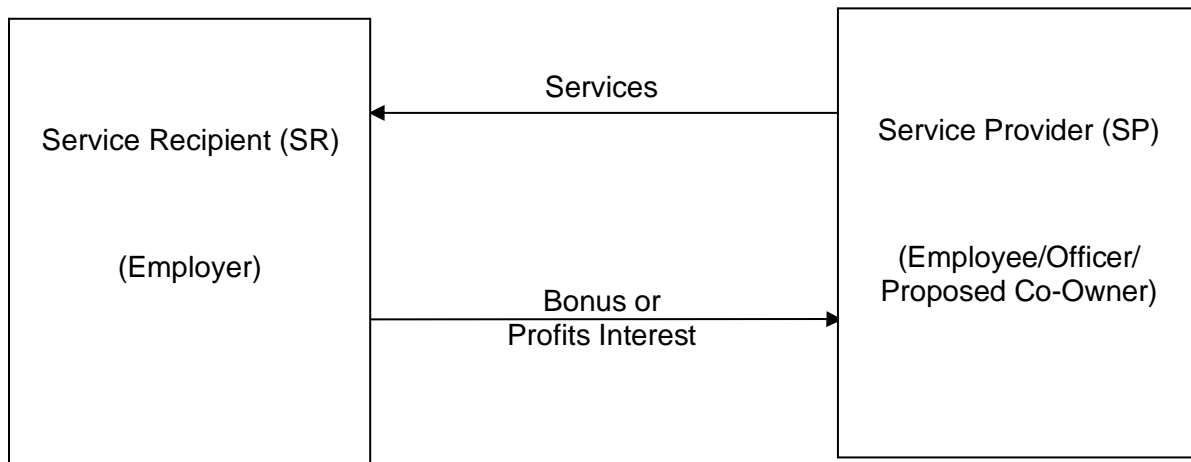 Service Recipient (SR)
(Employer)
Services
Bonus or
Profits Interest
Service Provider (SP)
(Employee/Officer/
Proposed Co-Owner)